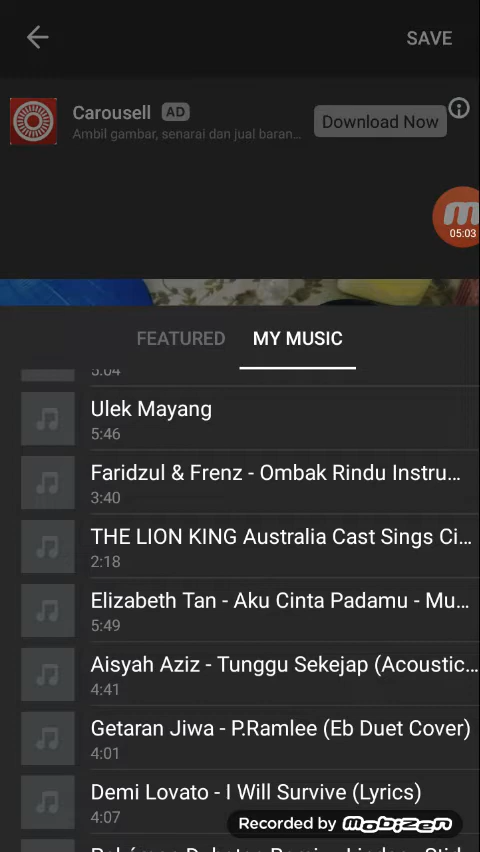 SAVE
Carousell AD
Ambil gambar, senarai dan jual baran...
Download Now
05:03
FEATURED
MY MUSIC
5:04
Ulek Mayang
5:46
Faridzul & Frenz - Ombak Rindu Instru...
3:40
THE LION KING Australia Cast Sings Ci...
2:18
Elizabeth Tan - Aku Cinta Padamu - Mu...
5:49
Aisyah Aziz - Tunggu Sekejap (Acoustic...
4:41
Getaran Jiwa - P.Ramlee (Eb Duet Cover)
4:01
Demi Lovato - I Will Survive (Lyrics)
4:07
Recorded by mobizen